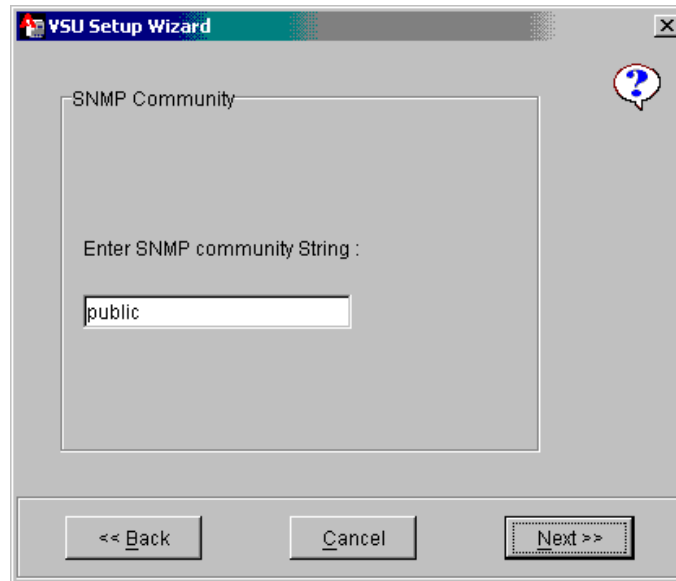 VSU Setup Wizard
?
SNMP Community
Enter SNMP community String :
public
<< Back
Cancel
Next >>